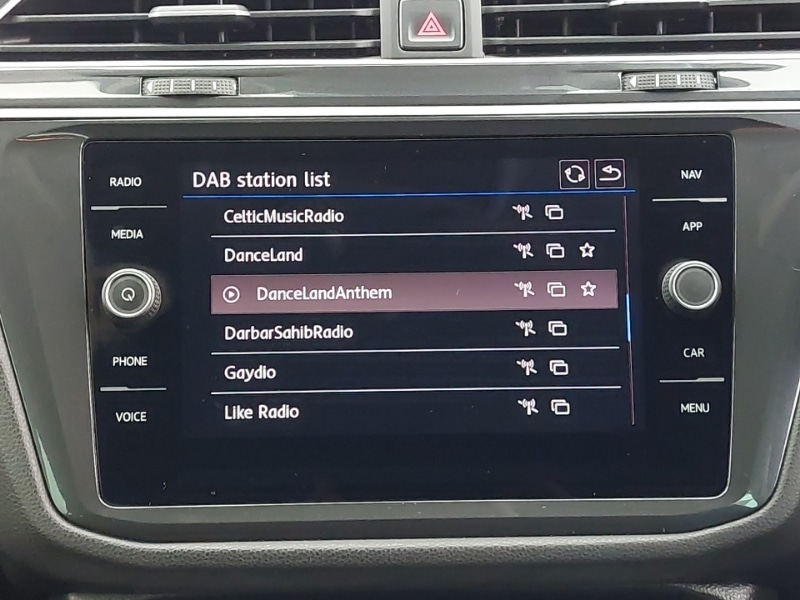 RADIO
MEDIA
PHONE
VOICE
DAB station list
CelticMusicRadio
DanceLand
DanceLandAnthem
DarbarSahibRadio
Gaydio
Like Radio
NAV
APP
CAR
MENU